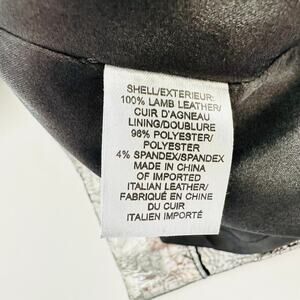 SHELL/EXTERIEUR:
100% LAMB LEATHER/
CUIR D'AGNEAU
LINING/DOUBLURE
96% POLYESTER/
POLYESTER
4% SPANDEX/SPANDEX
MADE IN CHINA
OF IMPORTED
ITALIAN LEATHER/
FABRIQUÉ EN CHINE
DU CUIR
ITALIEN IMPORTÉ